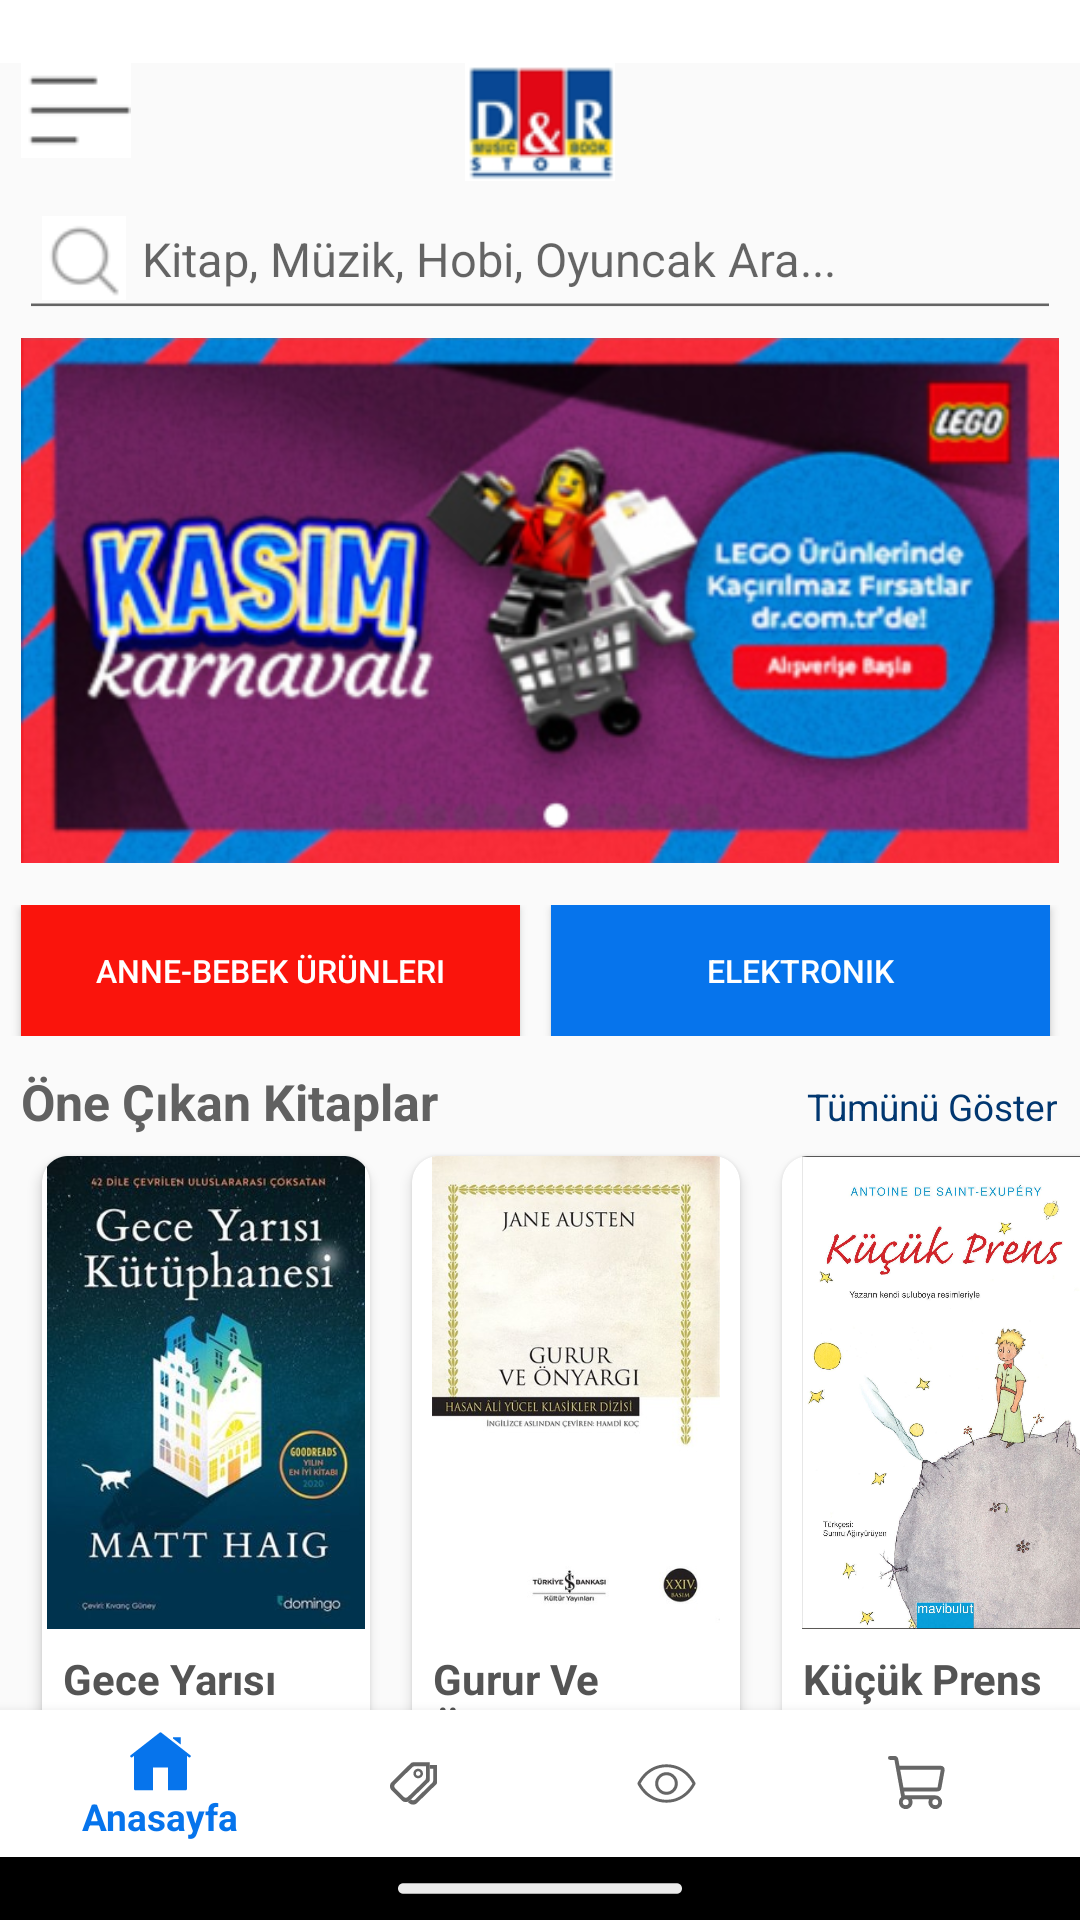 D&R
MUSIC BOOK
STORE
Kitap, Müzik, Hobi, Oyuncak Ara...
LEGO
KASIM
karnavalı
LEGO Ürünlerinde
Kaçırılmaz Fırsatlar
dr.com.tr'de!
Alışverişe Başla
ANNE-BEBEK ÜRÜNLERI
ELEKTRONIK
Öne Çıkan Kitaplar
Tümünü Göster
42 DİLE ÇEVRİLEN ULUSLARARASI ÇOKSATAN
Gece Yarısı
Kütüphanesi
GOODREADS
YILIN
EN İYİ KİTABI
2020
MATT HAIG
Çeviri: Kıvanç Güney
domingo
Gece Yarısı
JANE AUSTEN
GURUR
VE ÖNYARGI
HASAN ÂLİ YÜCEL KLASİKLER DİZİSİ
İNGİLİZCE ASLINDAN ÇEVİREN: HAMDİ KOÇ
TÜRKİYE İŞ BANKASI
Kültür Yayınları
XXIV.
BASIM
Gurur Ve
ANTOINE DE SAINT-EXUPÉRY
Küçük Prens
Yazarın kendi suluboya resimleriyle
Türkçesi:
Sumru Ağıryürüyen
mavibulut
Küçük Prens
Anasayfa